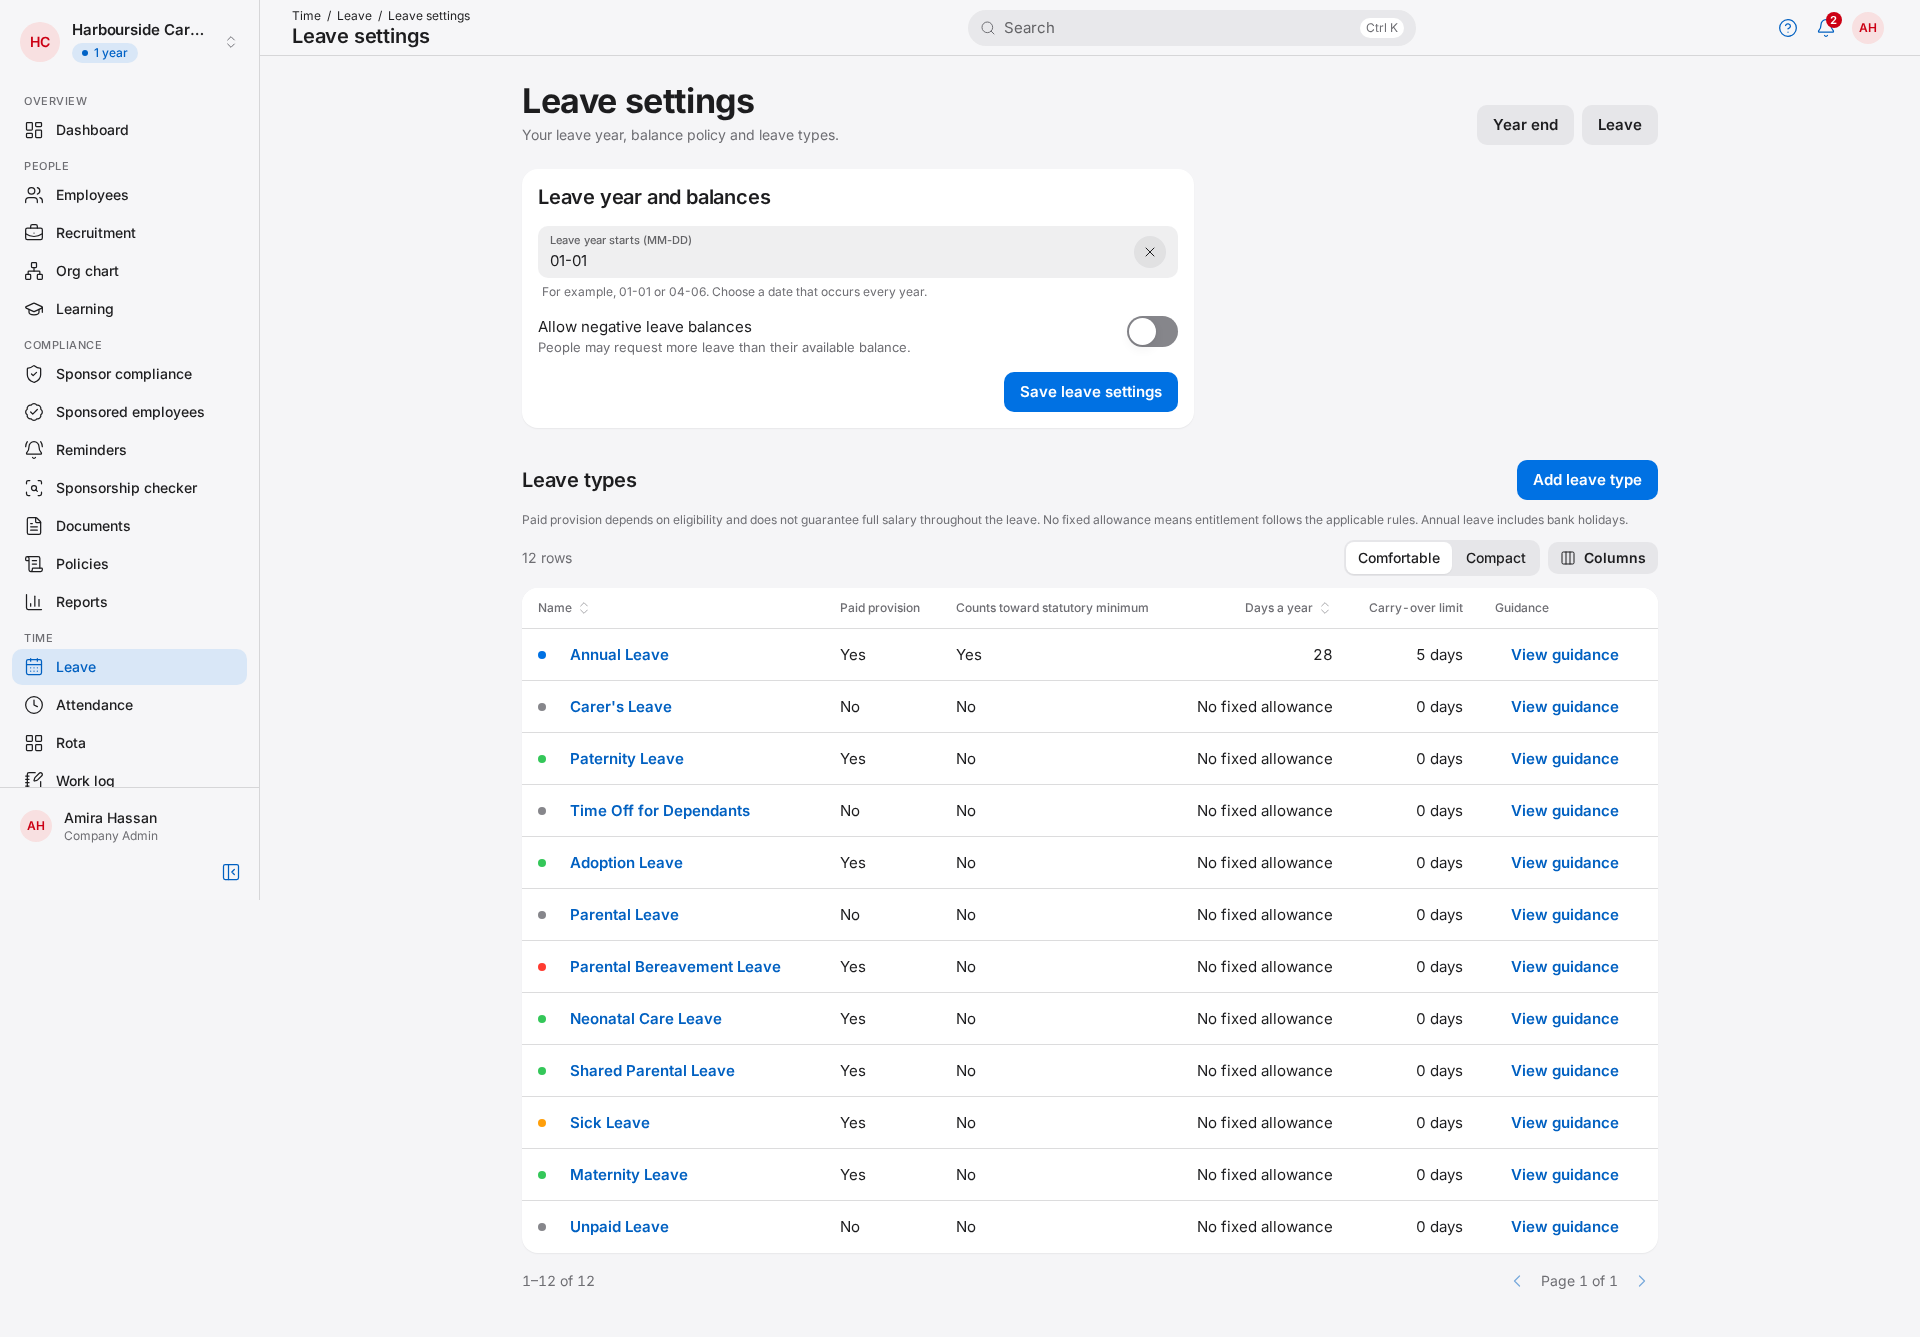 HC
Harbourside Car...
1 year
OVERVIEW
Dashboard
PEOPLE
Employees
Recruitment
Org chart
Learning
COMPLIANCE
Sponsor compliance
Sponsored employees
Reminders
Sponsorship checker
Documents
Policies
Reports
TIME
Leave
Attendance
Rota
Work log
AH
Amira Hassan
Company Admin
Time / Leave / Leave settings
Leave settings
Search
Ctrl K
2
AH
Leave settings
Your leave year, balance policy and leave types.
Year end
Leave
Leave year and balances
Leave year starts (MM-DD)
01-01
For example, 01-01 or 04-06. Choose a date that occurs every year.
Allow negative leave balances
People may request more leave than their available balance.
Save leave settings
Leave types
Add leave type
Paid provision depends on eligibility and does not guarantee full salary throughout the leave. No fixed allowance means entitlement follows the applicable rules. Annual leave includes bank holidays.
12 rows
Comfortable
Compact
Columns
Name Paid provision Counts toward statutory minimum Days a year Carry-over limit Guidance
Annual Leave Yes Yes 28 5 days View guidance
Carer's Leave No No No fixed allowance 0 days View guidance
Paternity Leave Yes No No fixed allowance 0 days View guidance
Time Off for Dependants No No No fixed allowance 0 days View guidance
Adoption Leave Yes No No fixed allowance 0 days View guidance
Parental Leave No No No fixed allowance 0 days View guidance
Parental Bereavement Leave Yes No No fixed allowance 0 days View guidance
Neonatal Care Leave Yes No No fixed allowance 0 days View guidance
Shared Parental Leave Yes No No fixed allowance 0 days View guidance
Sick Leave Yes No No fixed allowance 0 days View guidance
Maternity Leave Yes No No fixed allowance 0 days View guidance
Unpaid Leave No No No fixed allowance 0 days View guidance
1–12 of 12
Page 1 of 1